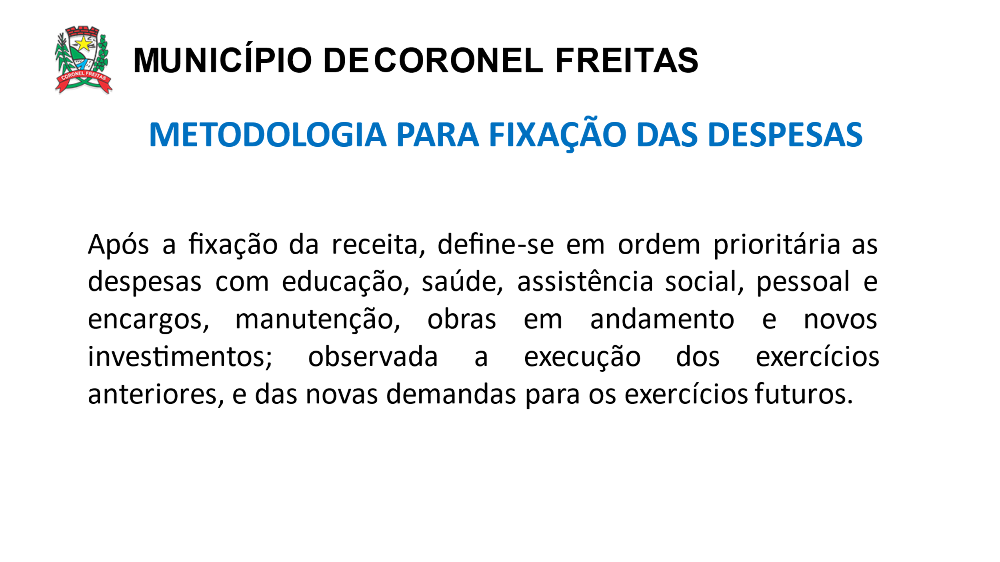 MUNICÍPIO DE CORONEL FREITAS
CORONEL FREITAS
METODOLOGIA PARA FIXAÇÃO DAS DESPESAS
Após a fixação da receita, define-se em ordem prioritária as
despesas com educação, saúde, assistência social, pessoal e
encargos, manutenção, obras em andamento e novos
investimentos; observada a execução dos exercícios
anteriores, e das novas demandas para os exercícios futuros.